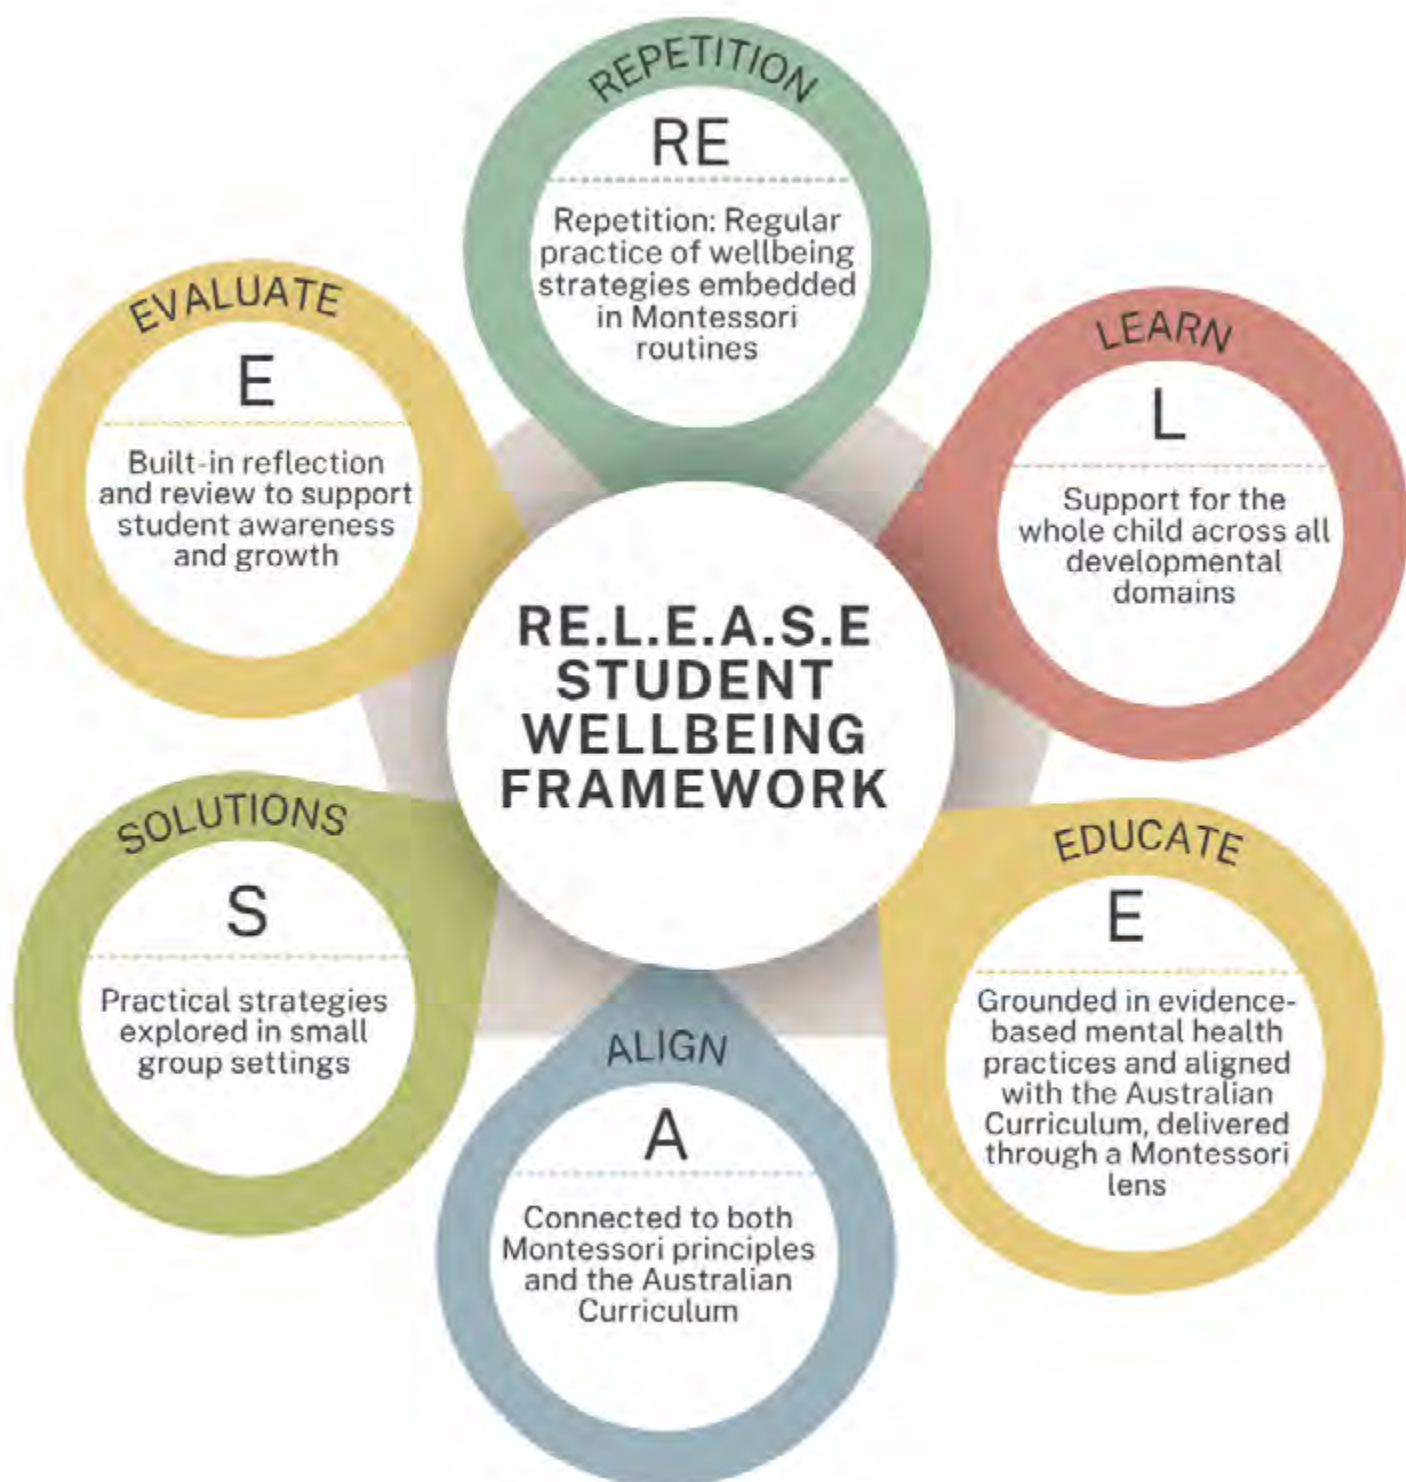 REPETITION
RE
Repetition: Regular
practice of wellbeing
strategies embedded
in Montessori
routines
LEARN
L
Support for the
whole child across all
developmental
domains
EDUCATE
E
Grounded in evidence-
based mental health
practices and aligned
with the Australian
Curriculum, delivered
through a Montessori
lens
ALIGN
A
Connected to both
Montessori principles
and the Australian
Curriculum
SOLUTIONS
S
Practical strategies
explored in small
group settings
EVALUATE
E
Built-in reflection
and review to support
student awareness
and growth
RE.L.E.A.S.E
STUDENT
WELLBEING
FRAMEWORK